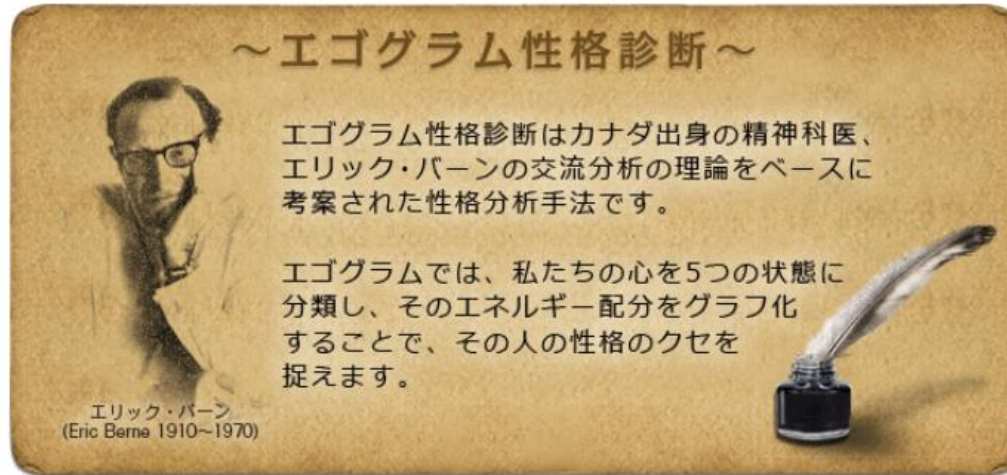 ～エゴグラム性格診断～
エゴグラム性格診断はカナダ出身の精神科医、
エリック・バーンの交流分析の理論をベースに
考案された性格分析手法です。
エゴグラムでは、私たちの心を5つの状態に
分類し、そのエネルギー配分をグラフ化
することで、その人の性格のクセを
捉えます。
エリック・バーン
(Eric Berne 1910～1970)